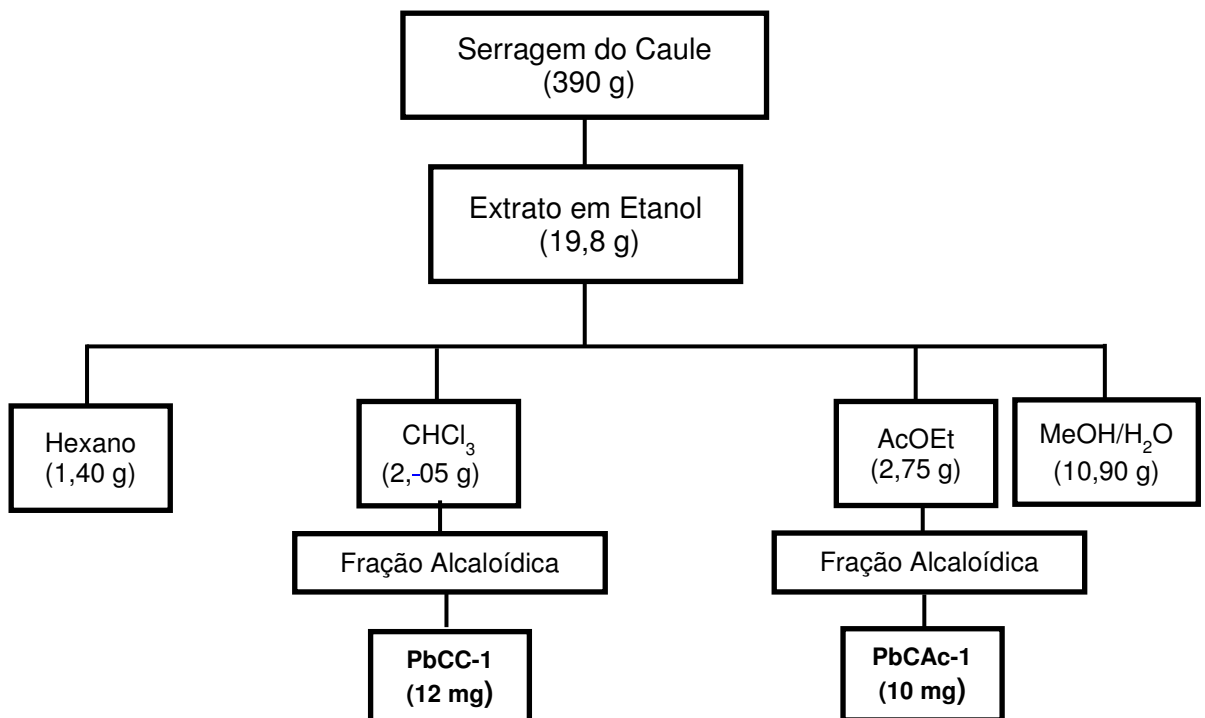 Serragem do Caule
(390 g)
Extrato em Etanol
(19,8 g)
Hexano
(1,40 g)
CHCl₃
(2,-05 g)
AcOEt
(2,75 g)
MeOH/H₂O
(10,90 g)
Fração Alcaloídica
Fração Alcaloídica
PbCC-1
(12 mg)
PbCAc-1
(10 mg)